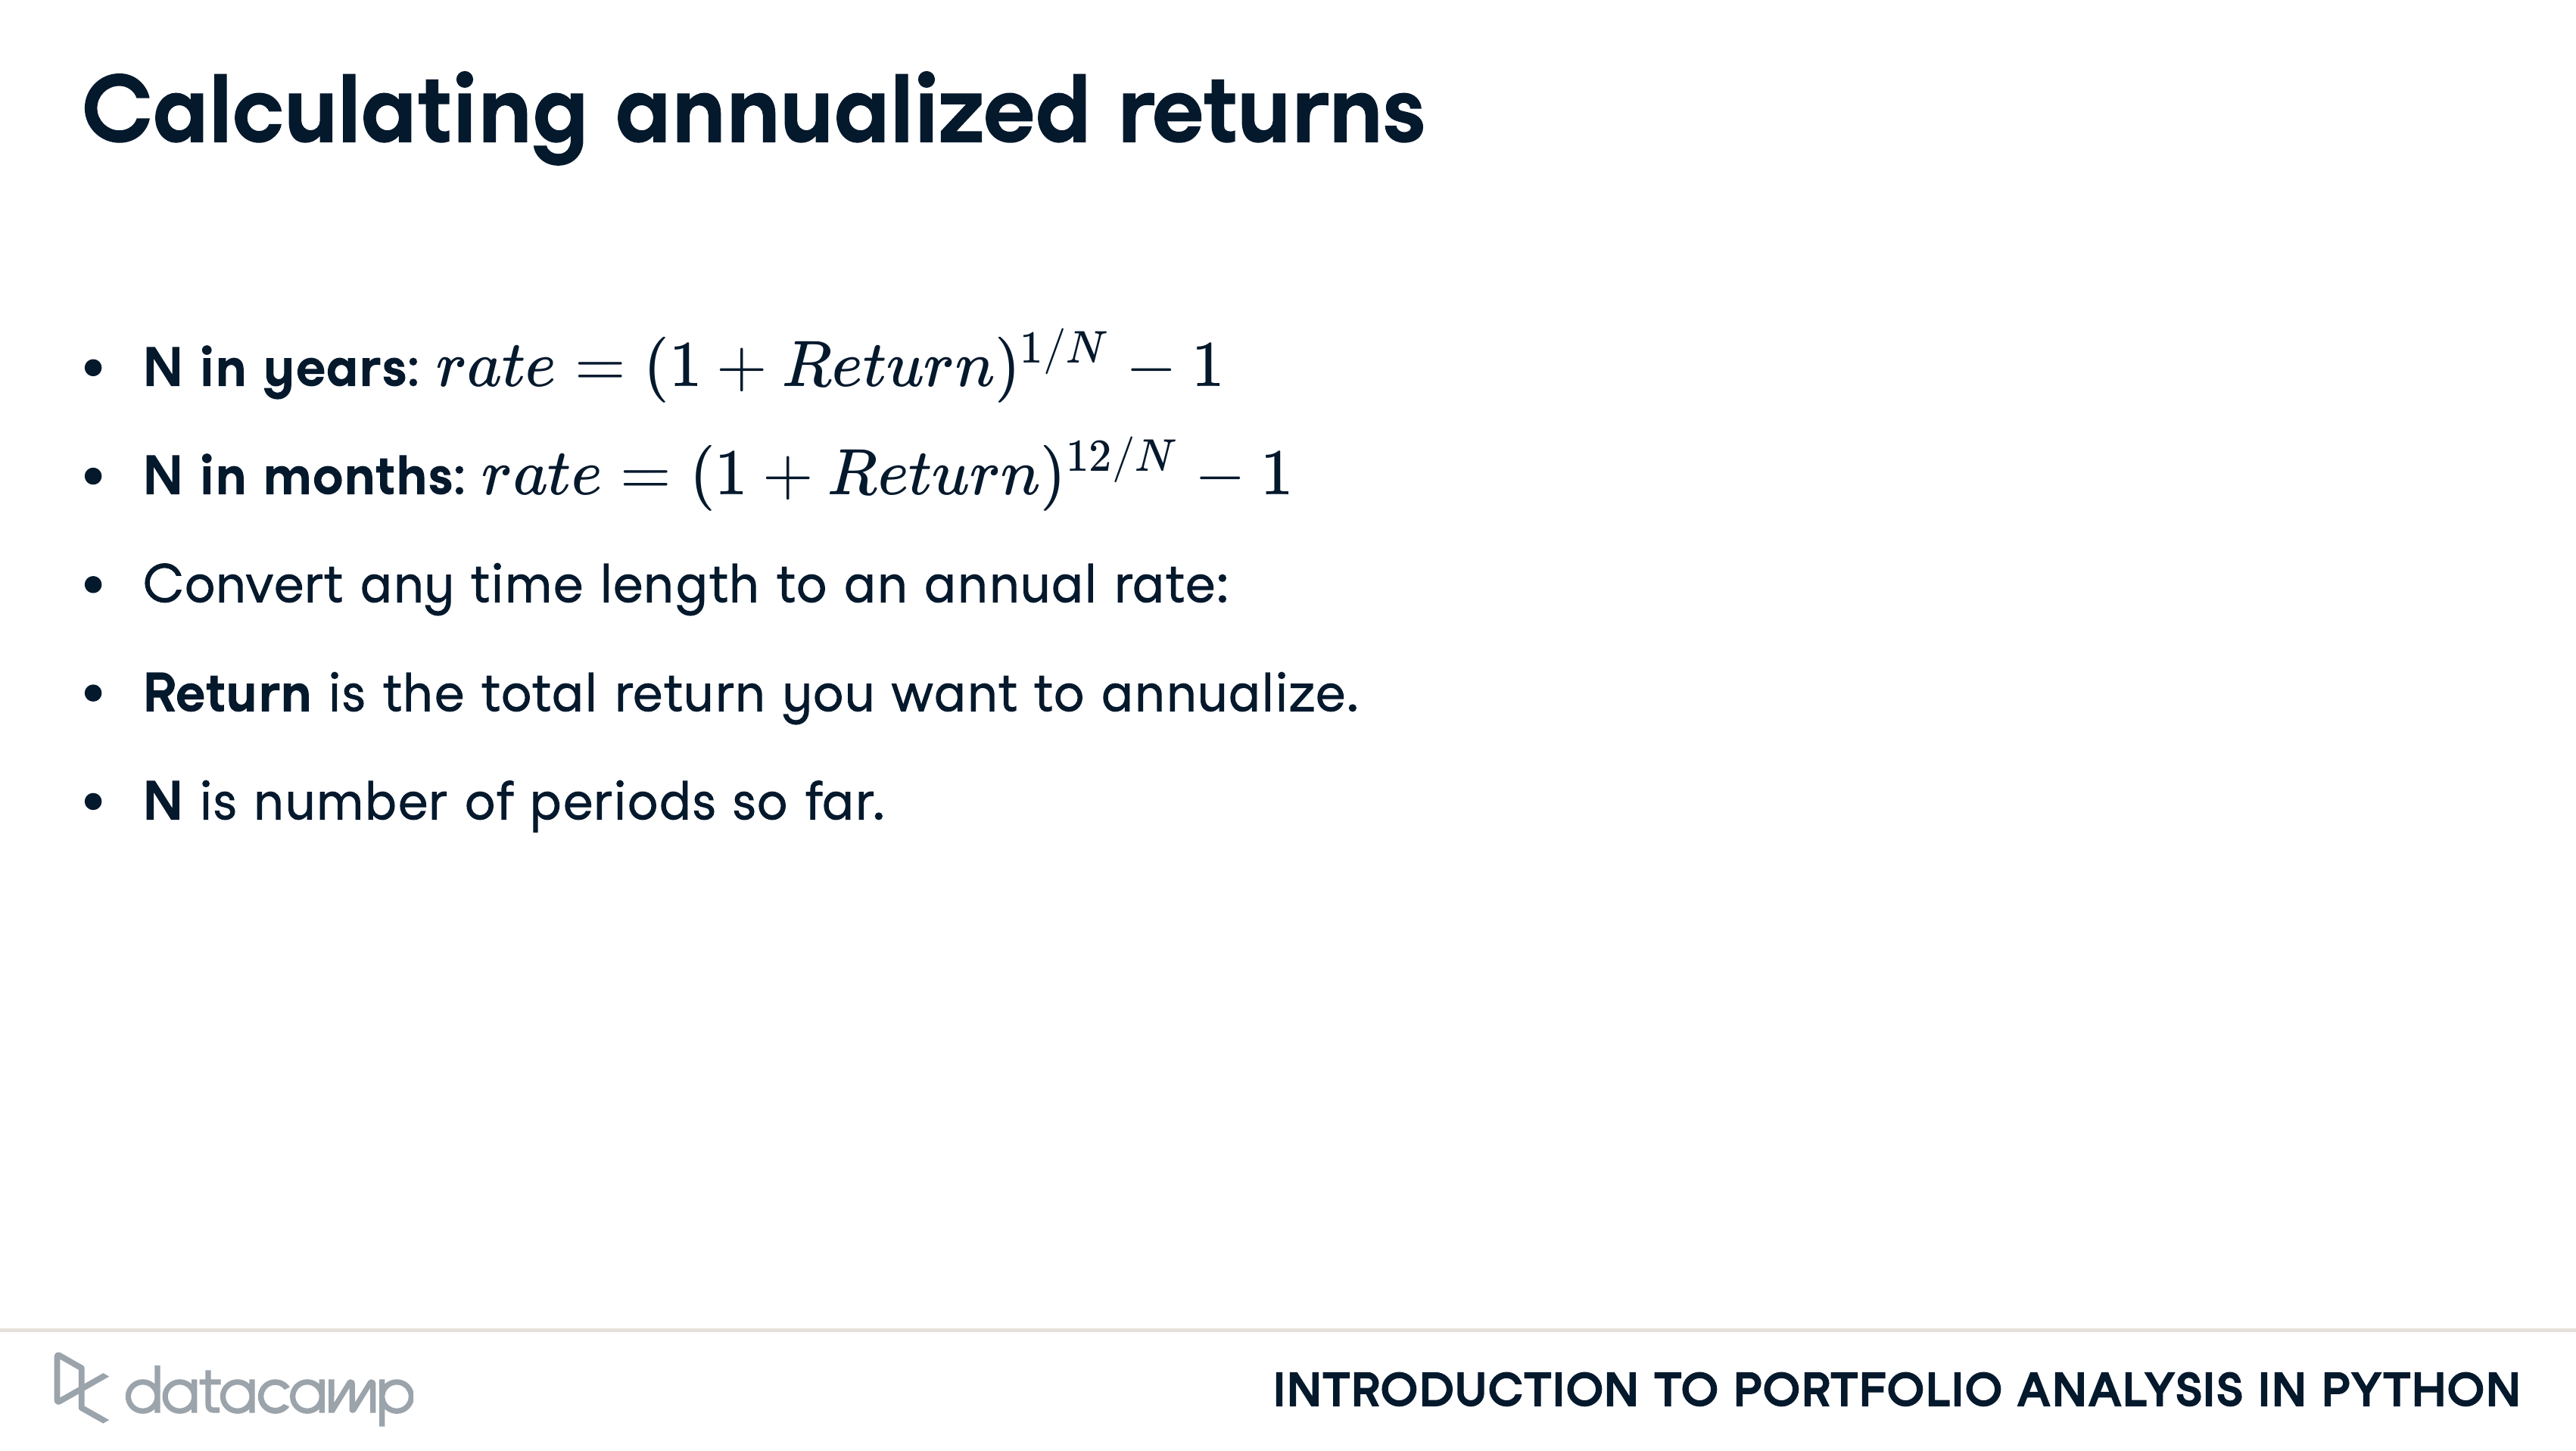 Calculating annualized returns
• N in years: rate = (1 + Return)^{1/N} − 1
• N in months: rate = (1 + Return)^{12/N} − 1
• Convert any time length to an annual rate:
• Return is the total return you want to annualize.
• N is number of periods so far.
datacamp
INTRODUCTION TO PORTFOLIO ANALYSIS IN PYTHON